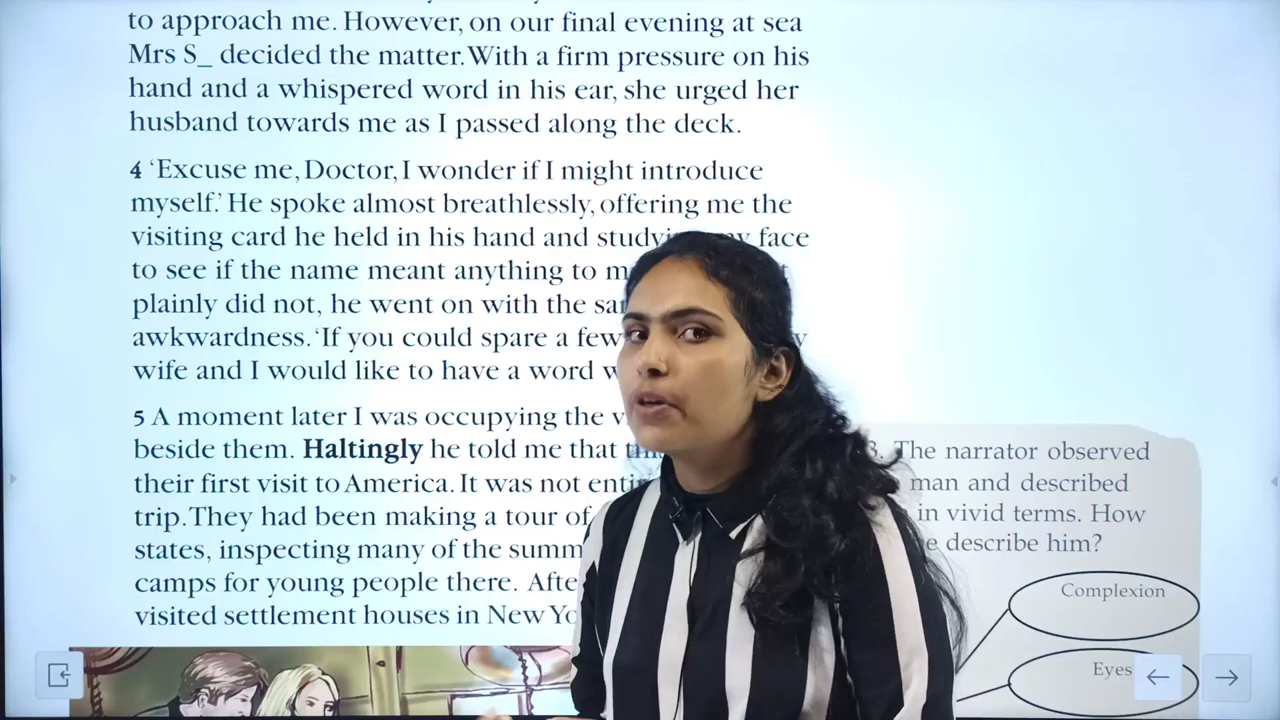 to approach me. However, on our final evening at sea
Mrs S_ decided the matter. With a firm pressure on his
hand and a whispered word in his ear, she urged her
husband towards me as I passed along the deck.
4 ‘Excuse me, Doctor, I wonder if I might introduce
myself.’ He spoke almost breathlessly, offering me the
visiting card he held in his hand and studying my face
to see if the name meant anything to
plainly did not, he went on with the
awkwardness. ‘If you could spare a few
wife and I would like to have a word
5 A moment later I was occupying the
beside them. Haltingly he told me that
their first visit to America. It was not
trip. They had been making a tour of
states, inspecting many of the
camps for young people there.
visited settlement houses in New
3. The narrator observed
man and described
in vivid terms. How
describe him?
Complexion
Eyes